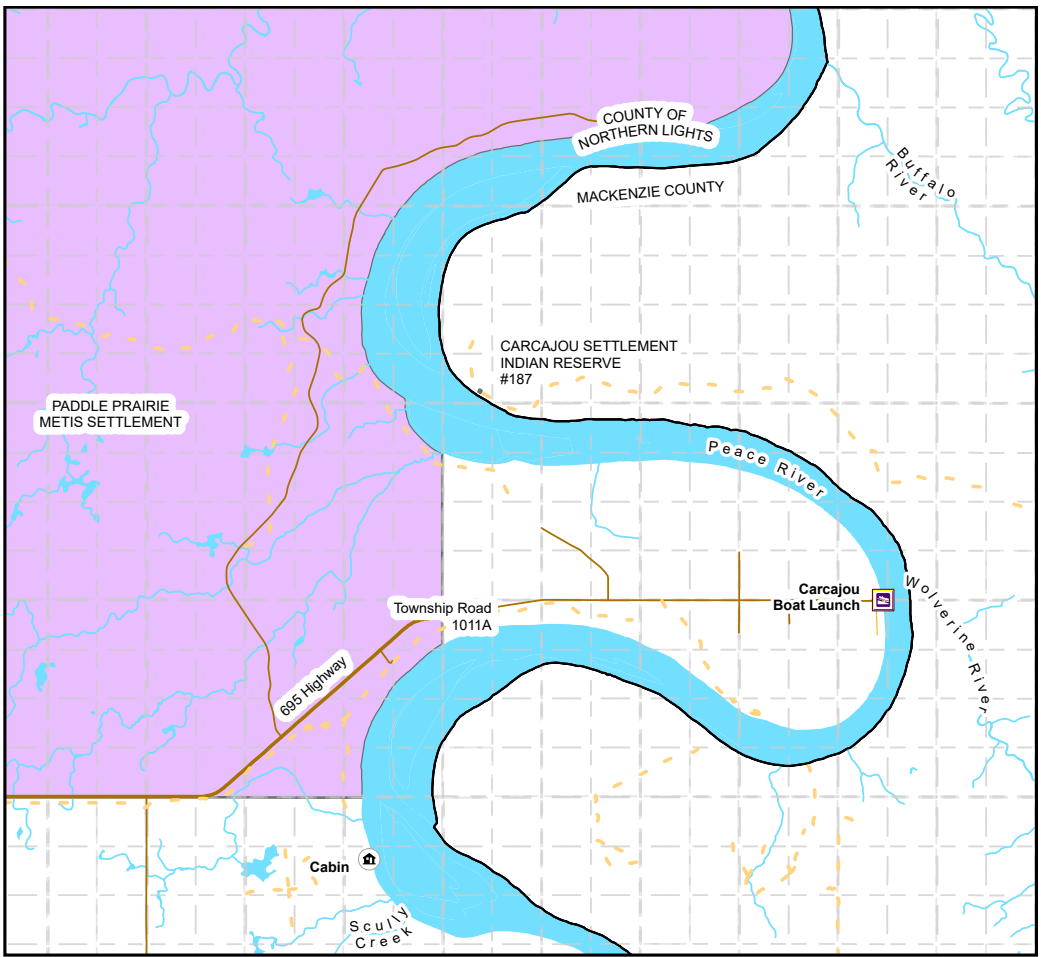 COUNTY OF
NORTHERN LIGHTS
MACKENZIE COUNTY
Buffalo
River
CARCAJOU SETTLEMENT
INDIAN RESERVE
#187
PADDLE PRAIRIE
METIS SETTLEMENT
Peace River
Carcajou
Boat Launch
Wolverine River
Township Road
1011A
695 Highway
Cabin
Scully
Creek